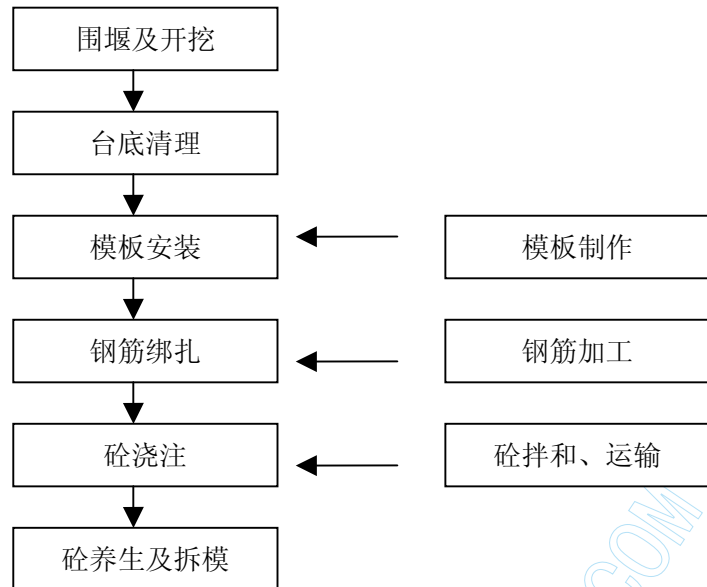 围堰及开挖
台底清理
模板安装
模板制作
钢筋绑扎
钢筋加工
砼浇注
砼拌和、运输
砼养生及拆模
COM